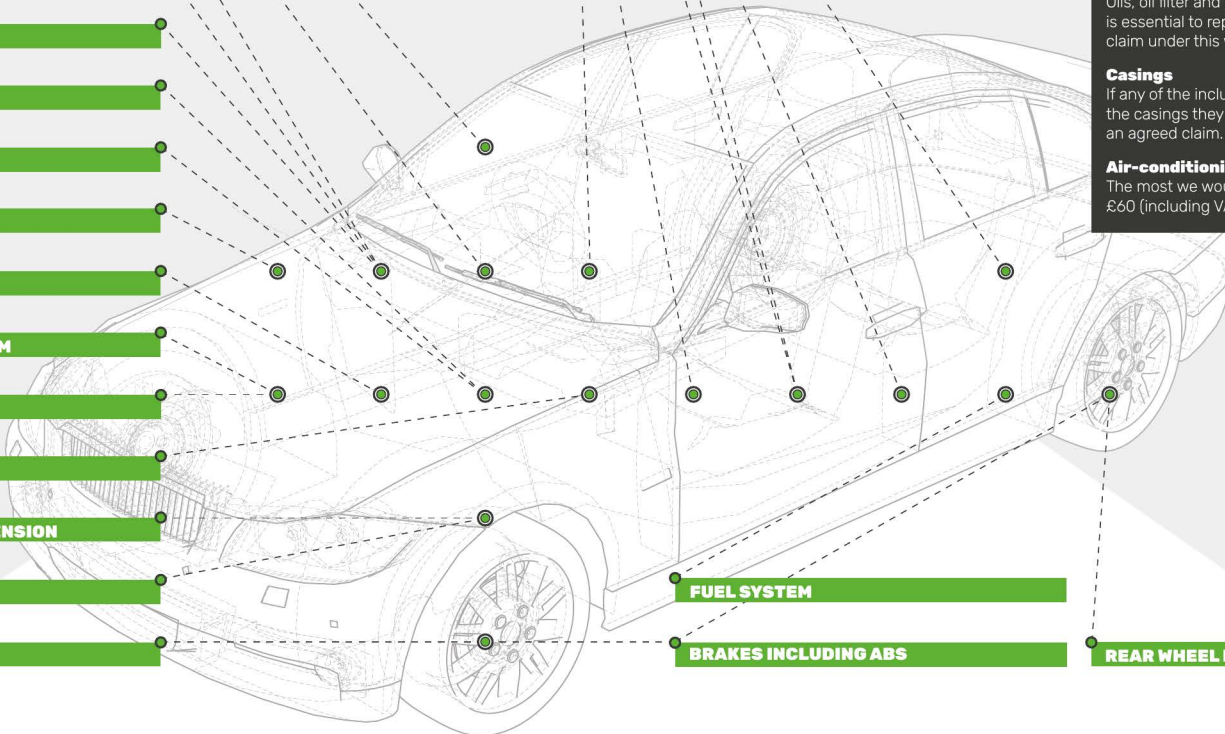 Oils, oil filter and
is essential to rep
claim under this
Casings
If any of the inclu
the casings they
an agreed claim.
Air-conditioni
The most we wou
£60 (including VA
M
ENSION
FUEL SYSTEM
BRAKES INCLUDING ABS
REAR WHEEL